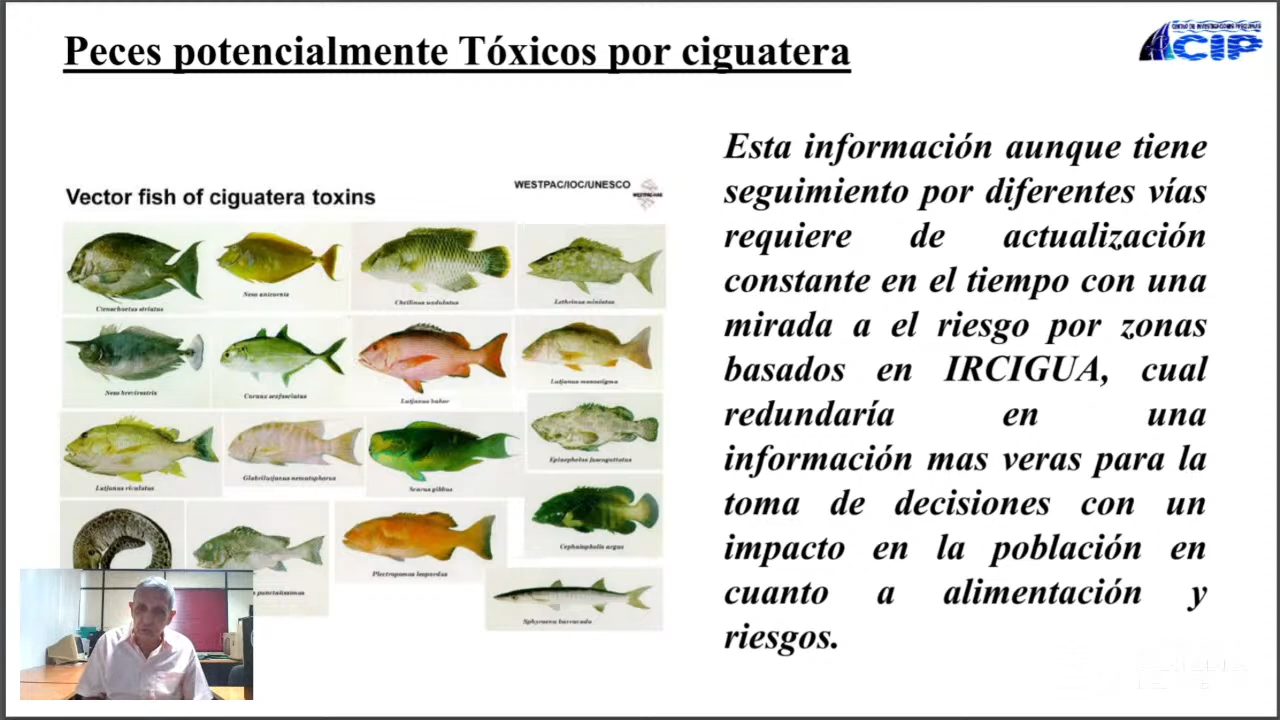 Peces potencialmente Tóxicos por ciguatera
CENTRO DE INVESTIGACIONES PESQUERAS
CIP
Vector fish of ciguatera toxins
WESTPAC/IOC/UNESCO
Ctenochaetus striatus
Naso unicornis
Cheilinus undulatus
Lethrinus miniatus
Naso brevirostris
Caranx sexfasciatus
Lutjanus bohar
Lutjanus monostigma
Lutjanus rivulatus
Scarus gibbus
Epinephelus fuscoguttatus
Cephalopholis argus
Plectropomus leopardus
Sphyraena barracuda
Esta información aunque tiene
seguimiento por diferentes vías
requiere de actualización
constante en el tiempo con una
mirada a el riesgo por zonas
basados en IRCIGUA, cual
redundaría en una
información mas veras para la
toma de decisiones con un
impacto en la población en
cuanto a alimentación y
riesgos.